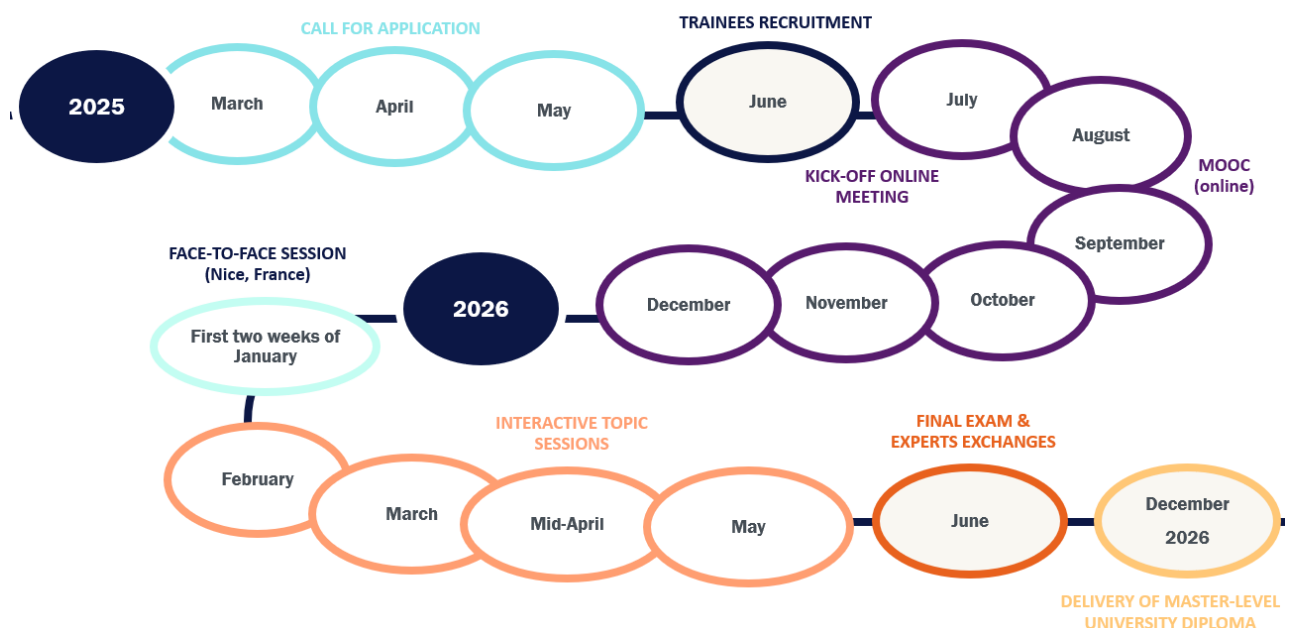 CALL FOR APPLICATION
TRAINEES RECRUITMENT
2025
March
April
May
June
July
August
KICK-OFF ONLINE
MEETING
MOOC
(online)
September
October
November
December
2026
FACE-TO-FACE SESSION
(Nice, France)
First two weeks of
January
February
March
INTERACTIVE TOPIC
SESSIONS
Mid-April
May
FINAL EXAM &
EXPERTS EXCHANGES
June
December
2026
DELIVERY OF MASTER-LEVEL
UNIVERSITY DIPLOMA